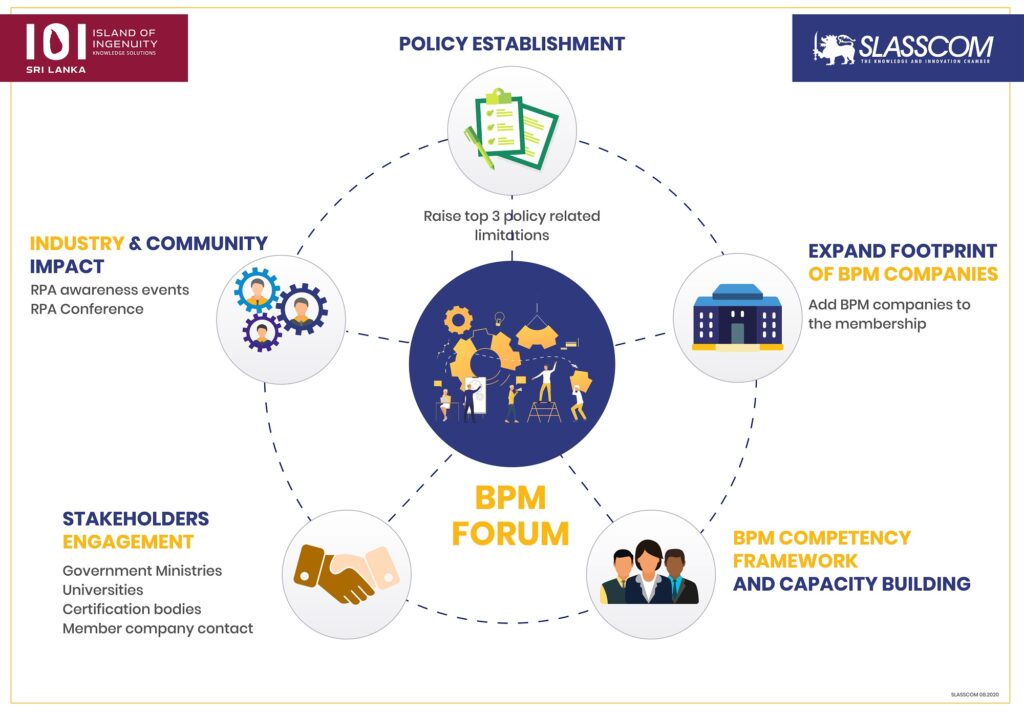 IOI ISLAND OF
INGENUITY
KNOWLEDGE SOLUTIONS
SRI LANKA
POLICY ESTABLISHMENT
SLASSCOM
THE KNOWLEDGE AND INNOVATION CHAMBER
Raise top 3 policy related
limitations
INDUSTRY & COMMUNITY
IMPACT
RPA awareness events
RPA Conference
EXPAND FOOTPRINT
OF BPM COMPANIES
Add BPM companies to
the membership
BPM
FORUM
STAKEHOLDERS
ENGAGEMENT
Government Ministries
Universities
Certification bodies
Member company contact
BPM COMPETENCY
FRAMEWORK
AND CAPACITY BUILDING
SLASSCOM 08.2020